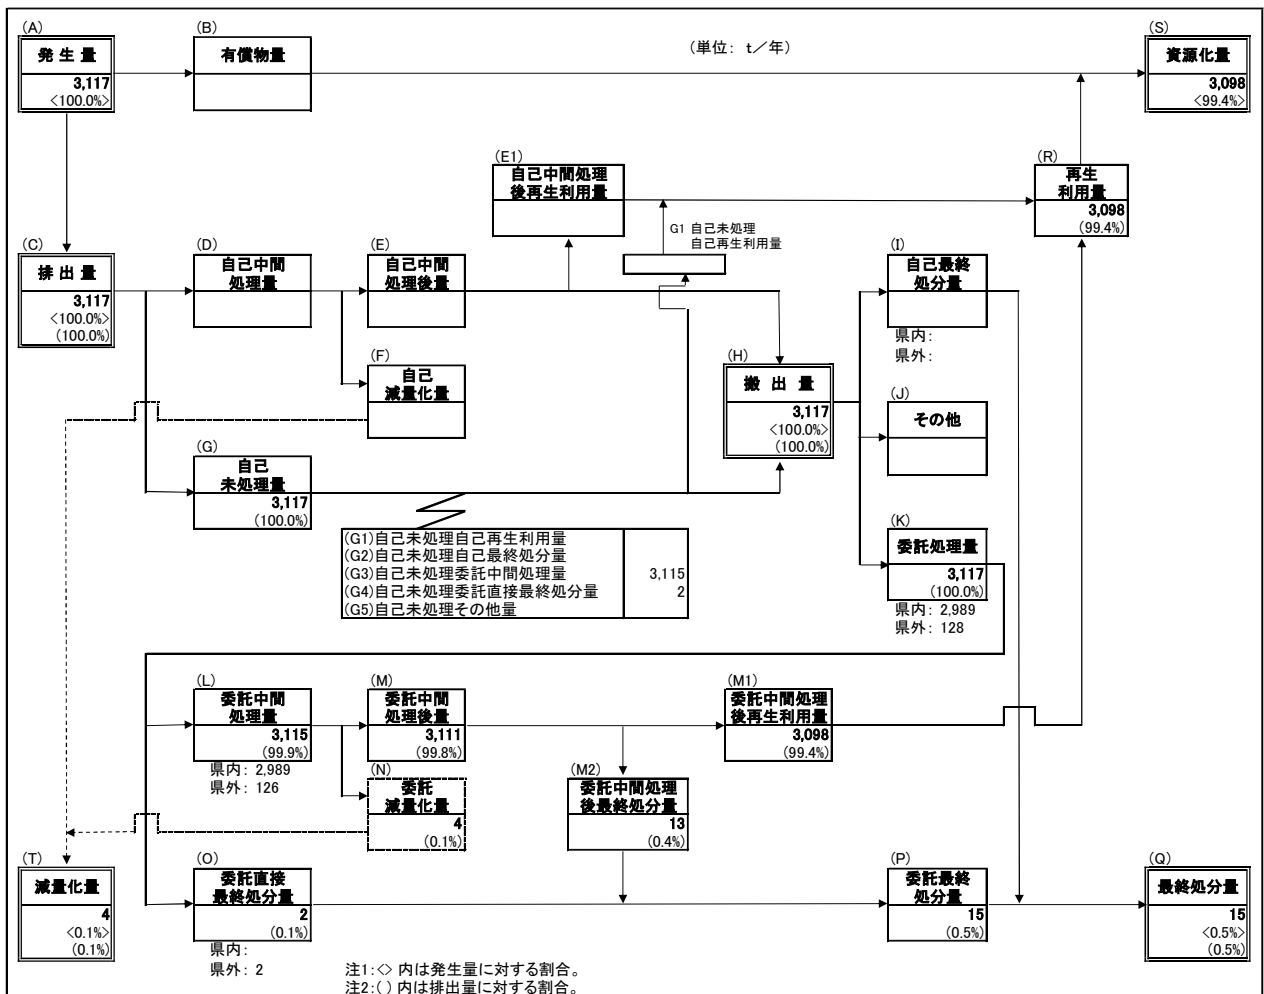 (A)
発 生 量
3,117
<100.0%>
(B)
有償物量
(単位: t/年)
(S)
資源化量
3,098
<99.4%>
(E1)
自己中間処理
後再生利用量
(R)
再生
利用量
3,098
(99.4%)
G1 自己未処理
自己再生利用量
(C)
排 出 量
3,117
<100.0%>
(100.0%)
(D)
自己中間
処理量
(E)
自己中間
処理後量
(I)
自己最終
処分量
県内:
県外:
(F)
自己
減量化量
(H)
搬 出 量
3,117
<100.0%>
(100.0%)
(J)
その他
(G)
自己
未処理量
3,117
(100.0%)
(G1)自己未処理自己再生利用量
(G2)自己未処理自己最終処分量
(G3)自己未処理委託中間処理量 3,115
(G4)自己未処理委託直接最終処分量 2
(G5)自己未処理その他量
(K)
委託処理量
3,117
(100.0%)
県内: 2,989
県外: 128
(L)
委託中間
処理量
3,115
(99.9%)
県内: 2,989
県外: 126
(M)
委託中間
処理後量
3,111
(99.8%)
(M1)
委託中間処理
後再生利用量
3,098
(99.4%)
(N)
委託
減量化量
4
(0.1%)
(M2)
委託中間処理
後最終処分量
13
(0.4%)
(T)
減量化量
4
<0.1%>
(0.1%)
(O)
委託直接
最終処分量
2
(0.1%)
県内:
県外: 2
(P)
委託最終
処分量
15
(0.5%)
(Q)
最終処分量
15
<0.5%>
(0.5%)
注1:<> 内は発生量に対する割合。
注2:( ) 内は排出量に対する割合。